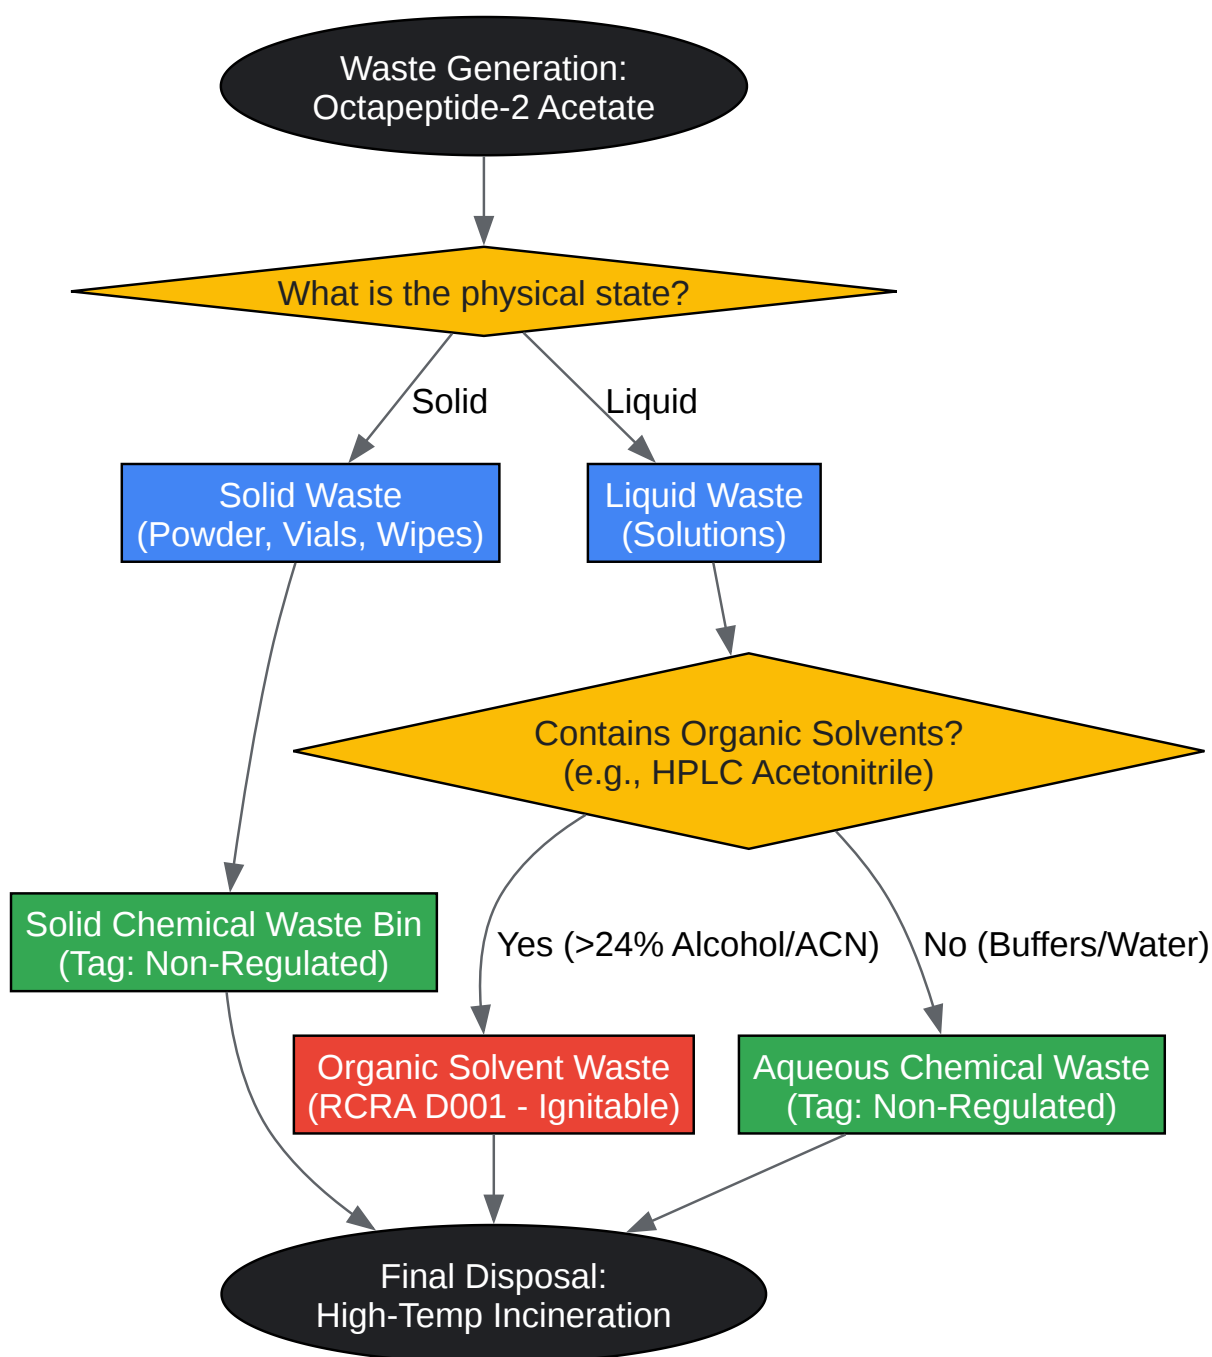 Waste Generation:
Octapeptide-2 Acetate
What is the physical state?
Solid
Liquid
Solid Waste
(Powder, Vials, Wipes)
Liquid Waste
(Solutions)
Contains Organic Solvents?
(e.g., HPLC Acetonitrile)
Solid Chemical Waste Bin
(Tag: Non-Regulated)
Yes (>24% Alcohol/ACN)
No (Buffers/Water)
Organic Solvent Waste
(RCRA D001 - Ignitable)
Aqueous Chemical Waste
(Tag: Non-Regulated)
Final Disposal:
High-Temp Incineration